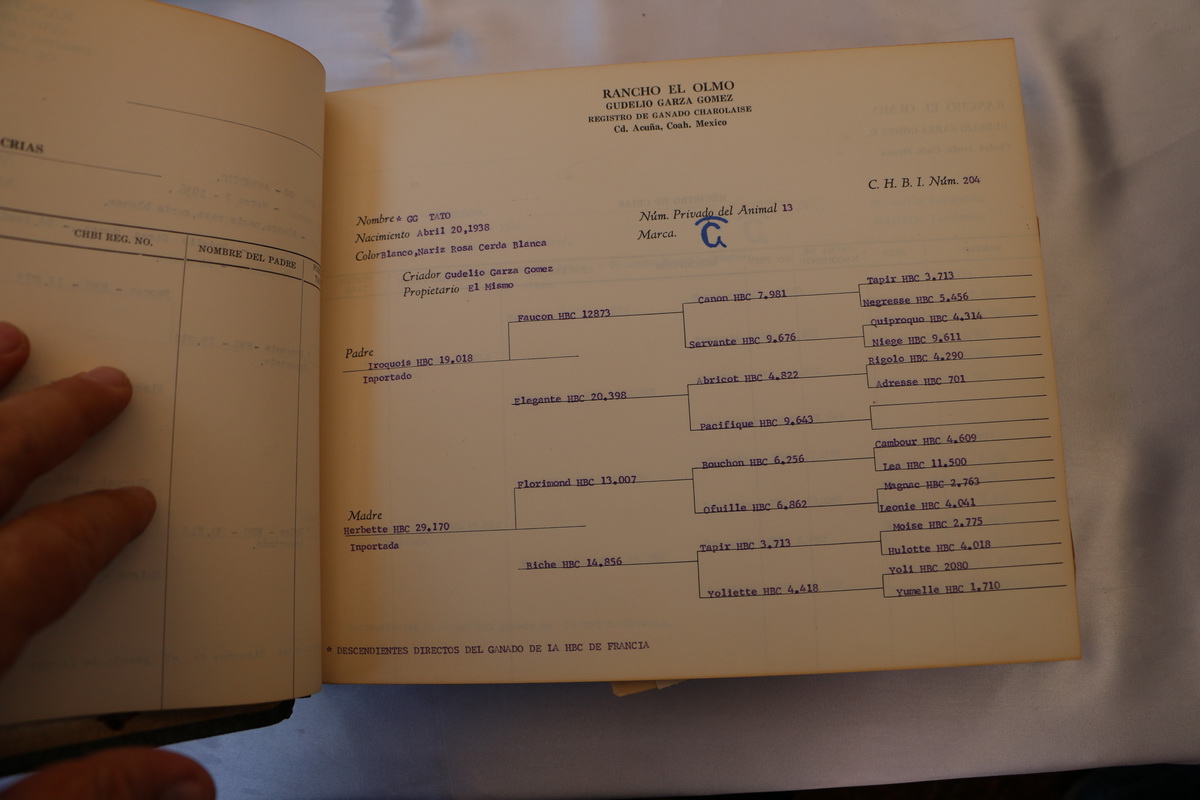 CRIAS
CHBI REG. NO.
NOMBRE DEL PADRE
RANCHO EL OLMO
GUDELIO GARZA GOMEZ
REGISTRO DE GANADO CHAROLAISE
Cd. Acuña, Coah. Mexico
C. H. B. I. Núm. 204
Nombre* GG TATO
Núm. Privado del Animal 13
Nacimiento Abril 20,1938
Marca.
ColorBlanco,Nariz Rosa Cerda Blanca
Criador Gudelio Garza Gomez
Propietario El Mismo
Padre
Iroquois HBC 19,018
Inportado
Faucon HBC 12873
Elegante HBC 20,398
Canon HBC 7,981
Servante HBC 9,676
Abricot HBC 4,822
Pacifique HBC 9,643
Tapir HBC 3,713
Negresse HBC 5,456
Quiproquo HBC 4,314
Niege HBC 9,611
Rigolo HBC 4,290
Adresse HBC 701
Madre
Herbette HBC 29,170
Inportada
Florimond HBC 13,007
Biche HBC 14,856
Bouchon HBC 6,256
Ofuille HBC 6,862
Tapir HBC 3,713
Yoliette HBC 4,418
Cambour HBC 4,609
Lea HBC 11,500
Magnac HBC 2,763
Leonie HBC 4,041
Moise HBC 2,775
Hulotte HBC 4,018
Yoli HBC 2080
Yumelle HBC 1,710
* DESCENDIENTES DIRECTOS DEL GANADO DE LA HBC DE FRANCIA